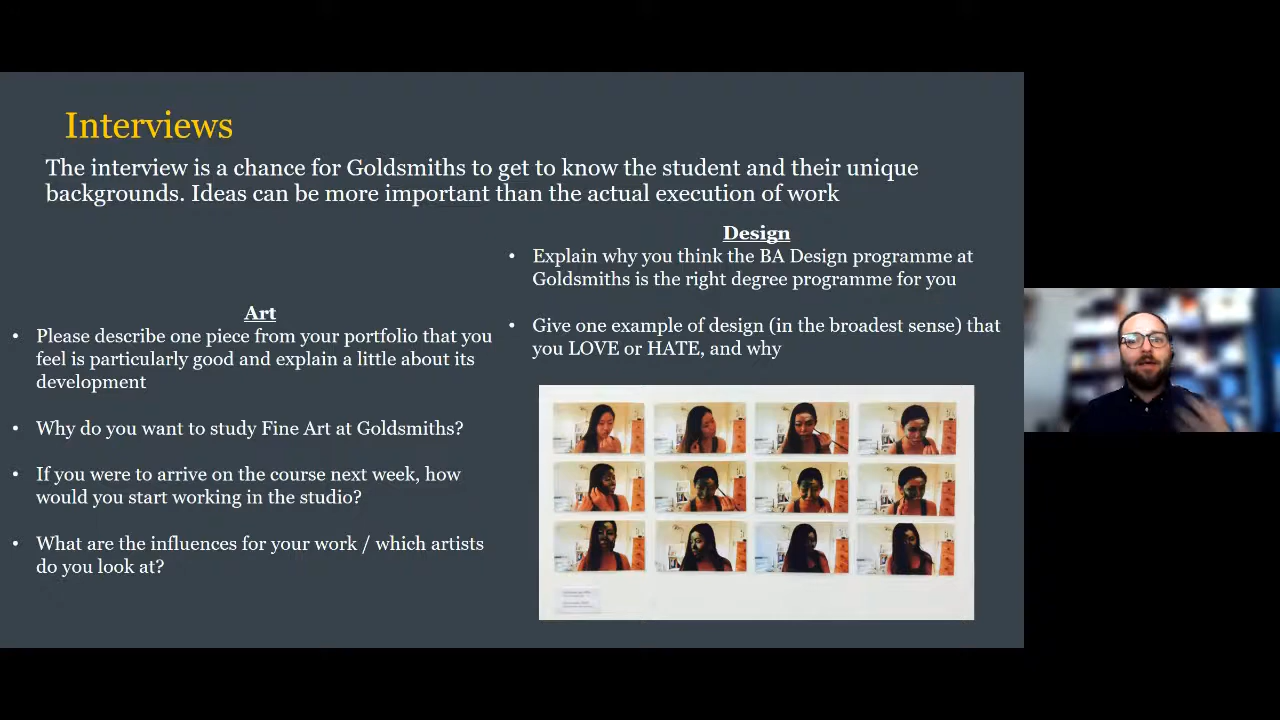 Interviews
The interview is a chance for Goldsmiths to get to know the student and their unique
backgrounds. Ideas can be more important than the actual execution of work
Art
• Please describe one piece from your portfolio that you
feel is particularly good and explain a little about its
development
• Why do you want to study Fine Art at Goldsmiths?
• If you were to arrive on the course next week, how
would you start working in the studio?
• What are the influences for your work / which artists
do you look at?
Design
• Explain why you think the BA Design programme at
Goldsmiths is the right degree programme for you
• Give one example of design (in the broadest sense) that
you LOVE or HATE, and why